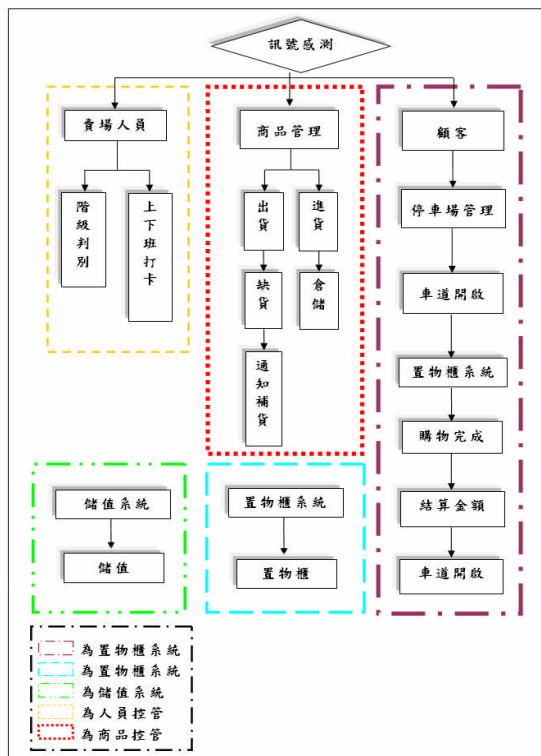 訊號感測
賣場人員
階級判別
上下班打卡
商品管理
出貨
進貨
缺貨
倉儲
通知補貨
顧客
停車場管理
車道開啟
置物櫃系統
購物完成
結算金額
車道開啟
儲值系統
儲值
置物櫃系統
置物櫃
為置物櫃系統
為置物櫃系統
為儲值系統
為人員控管
為商品控管